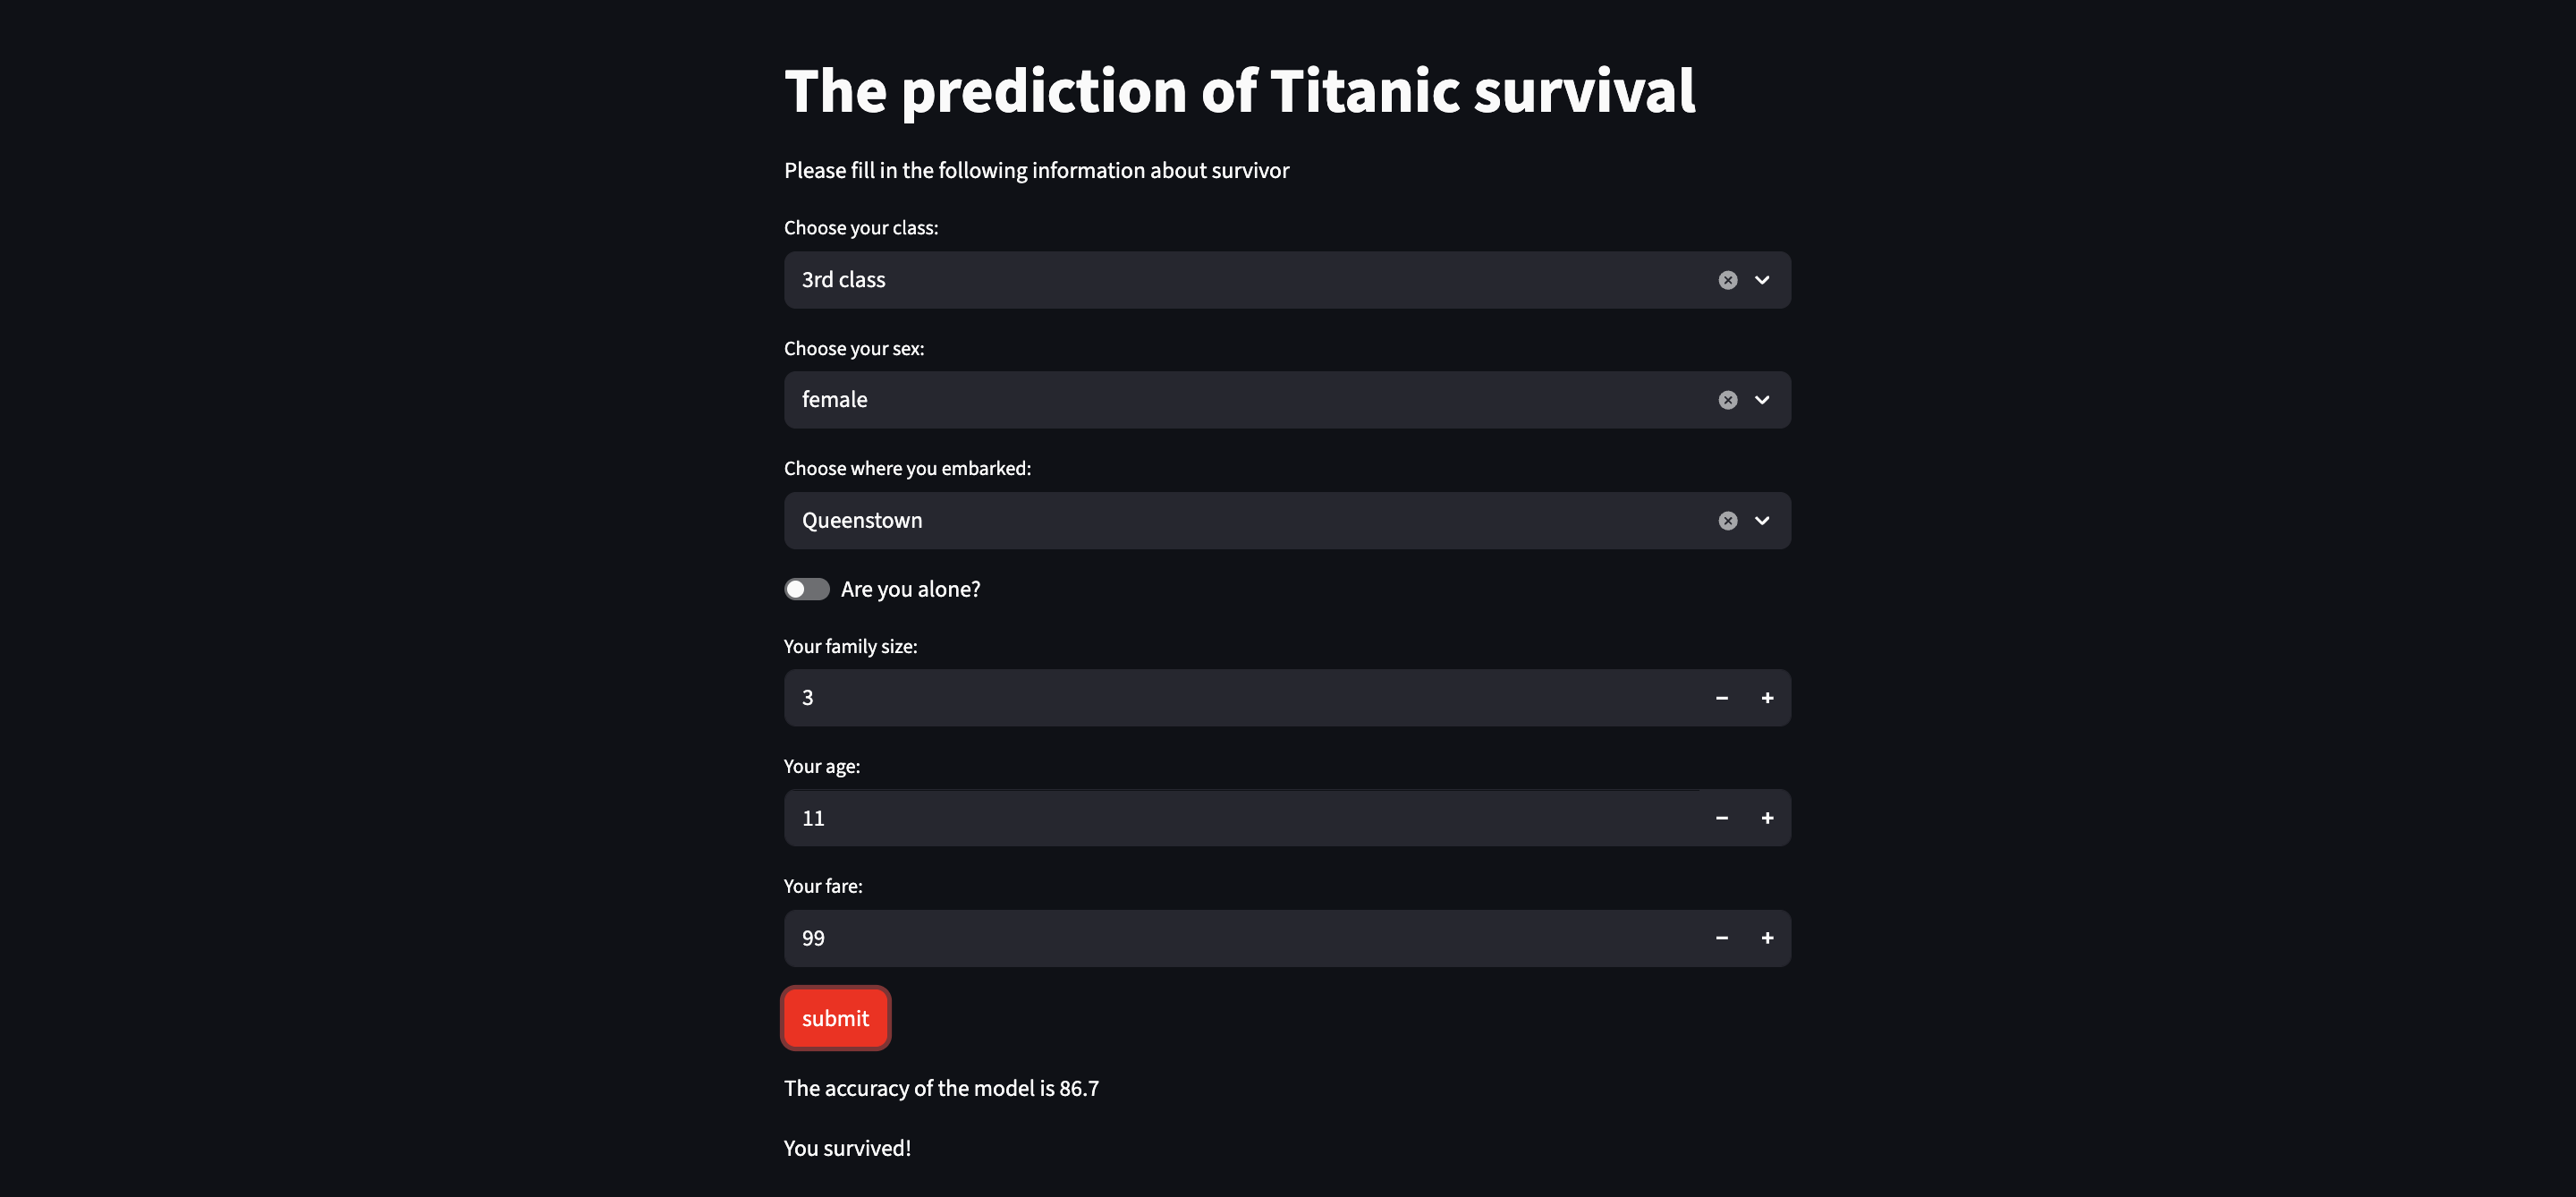 The prediction of Titanic survival
Please fill in the following information about survivor
Choose your class:
3rd class
Choose your sex:
female
Choose where you embarked:
Queenstown
Are you alone?
Your family size:
3
Your age:
11
Your fare:
99
submit
The accuracy of the model is 86.7
You survived!